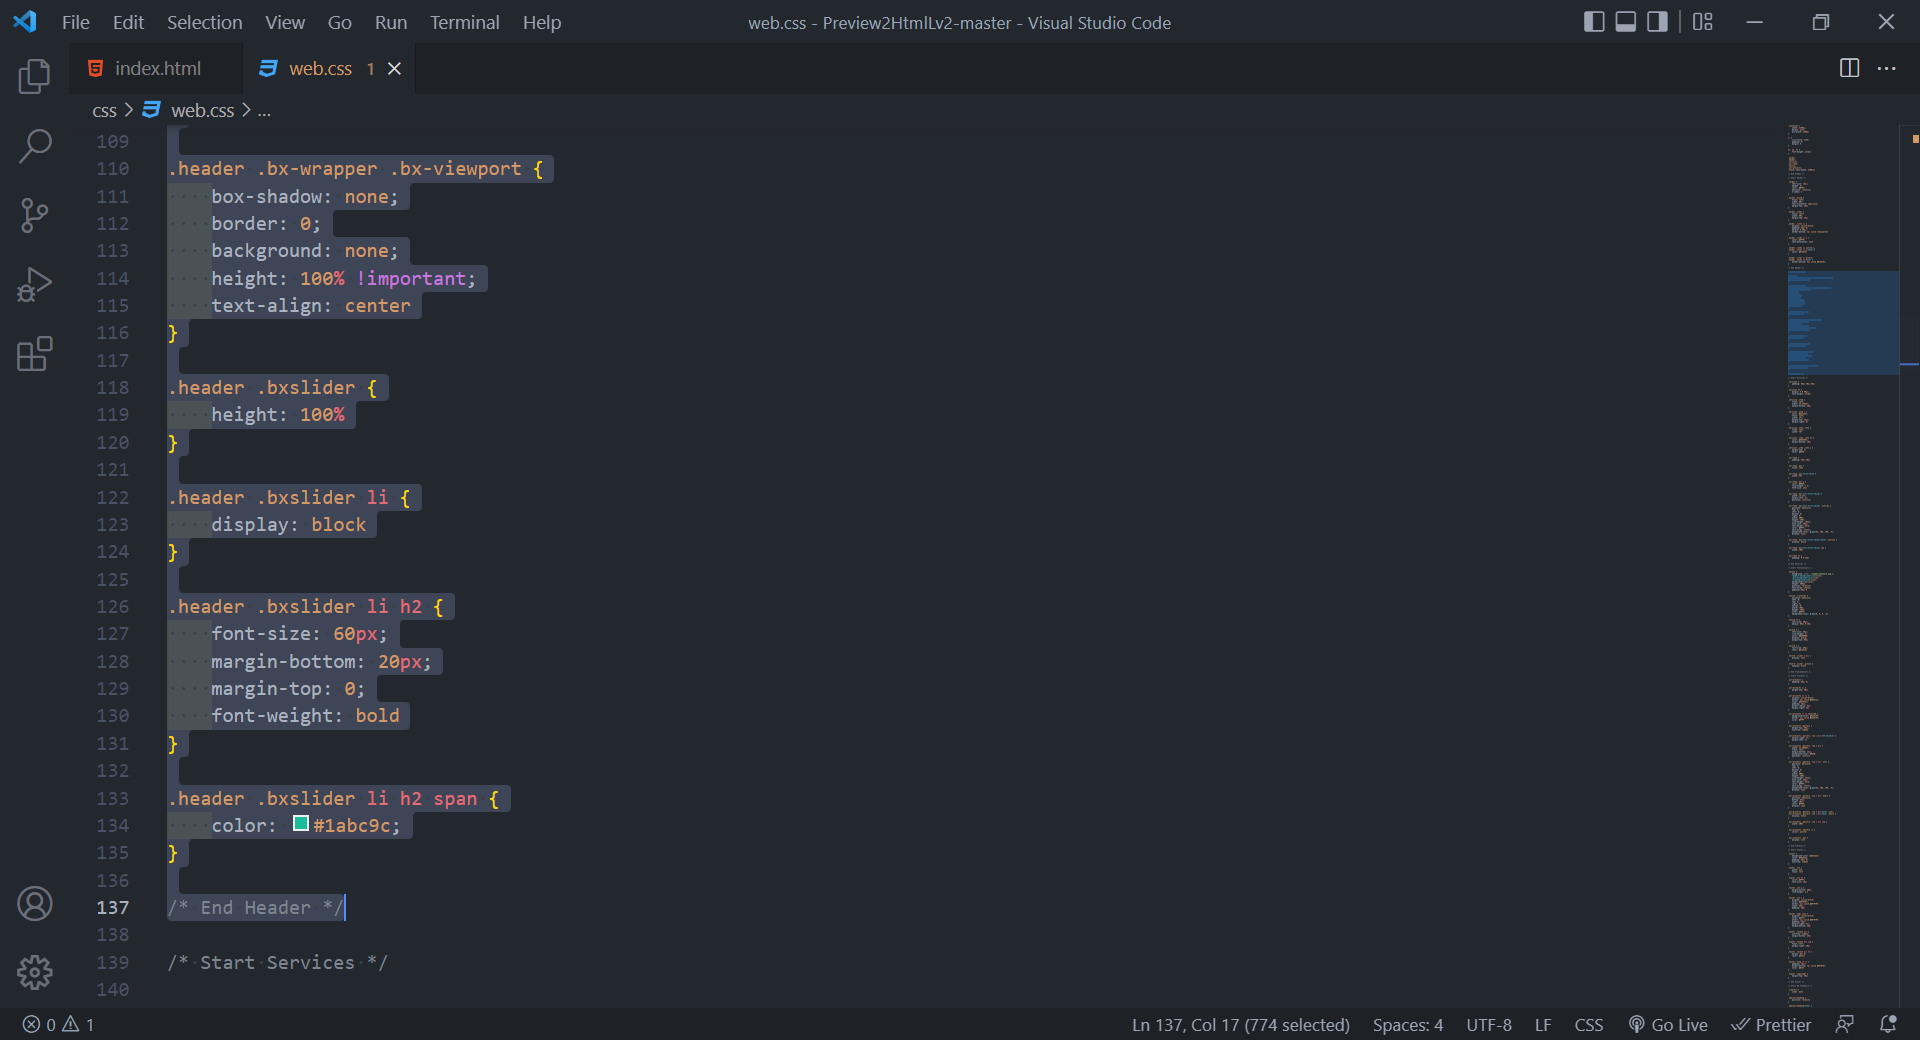 File Edit Selection View Go Run Terminal Help web.css - Preview2HtmlLv2-master - Visual Studio Code
index.html web.css 1
css > web.css > ...
109
110 .header .bx-wrapper .bx-viewport {
111 box-shadow: none;
112 border: 0;
113 background: none;
114 height: 100% !important;
115 text-align: center
116 }
117
118 .header .bxslider {
119 height: 100%
120 }
121
122 .header .bxslider li {
123 display: block
124 }
125
126 .header .bxslider li h2 {
127 font-size: 60px;
128 margin-bottom: 20px;
129 margin-top: 0;
130 font-weight: bold
131 }
132
133 .header .bxslider li h2 span {
134 color: #1abc9c;
135 }
136
137 /* End Header */
138
139 /* Start Services */
140
0 1 Ln 137, Col 17 (774 selected) Spaces: 4 UTF-8 LF CSS Go Live Prettier